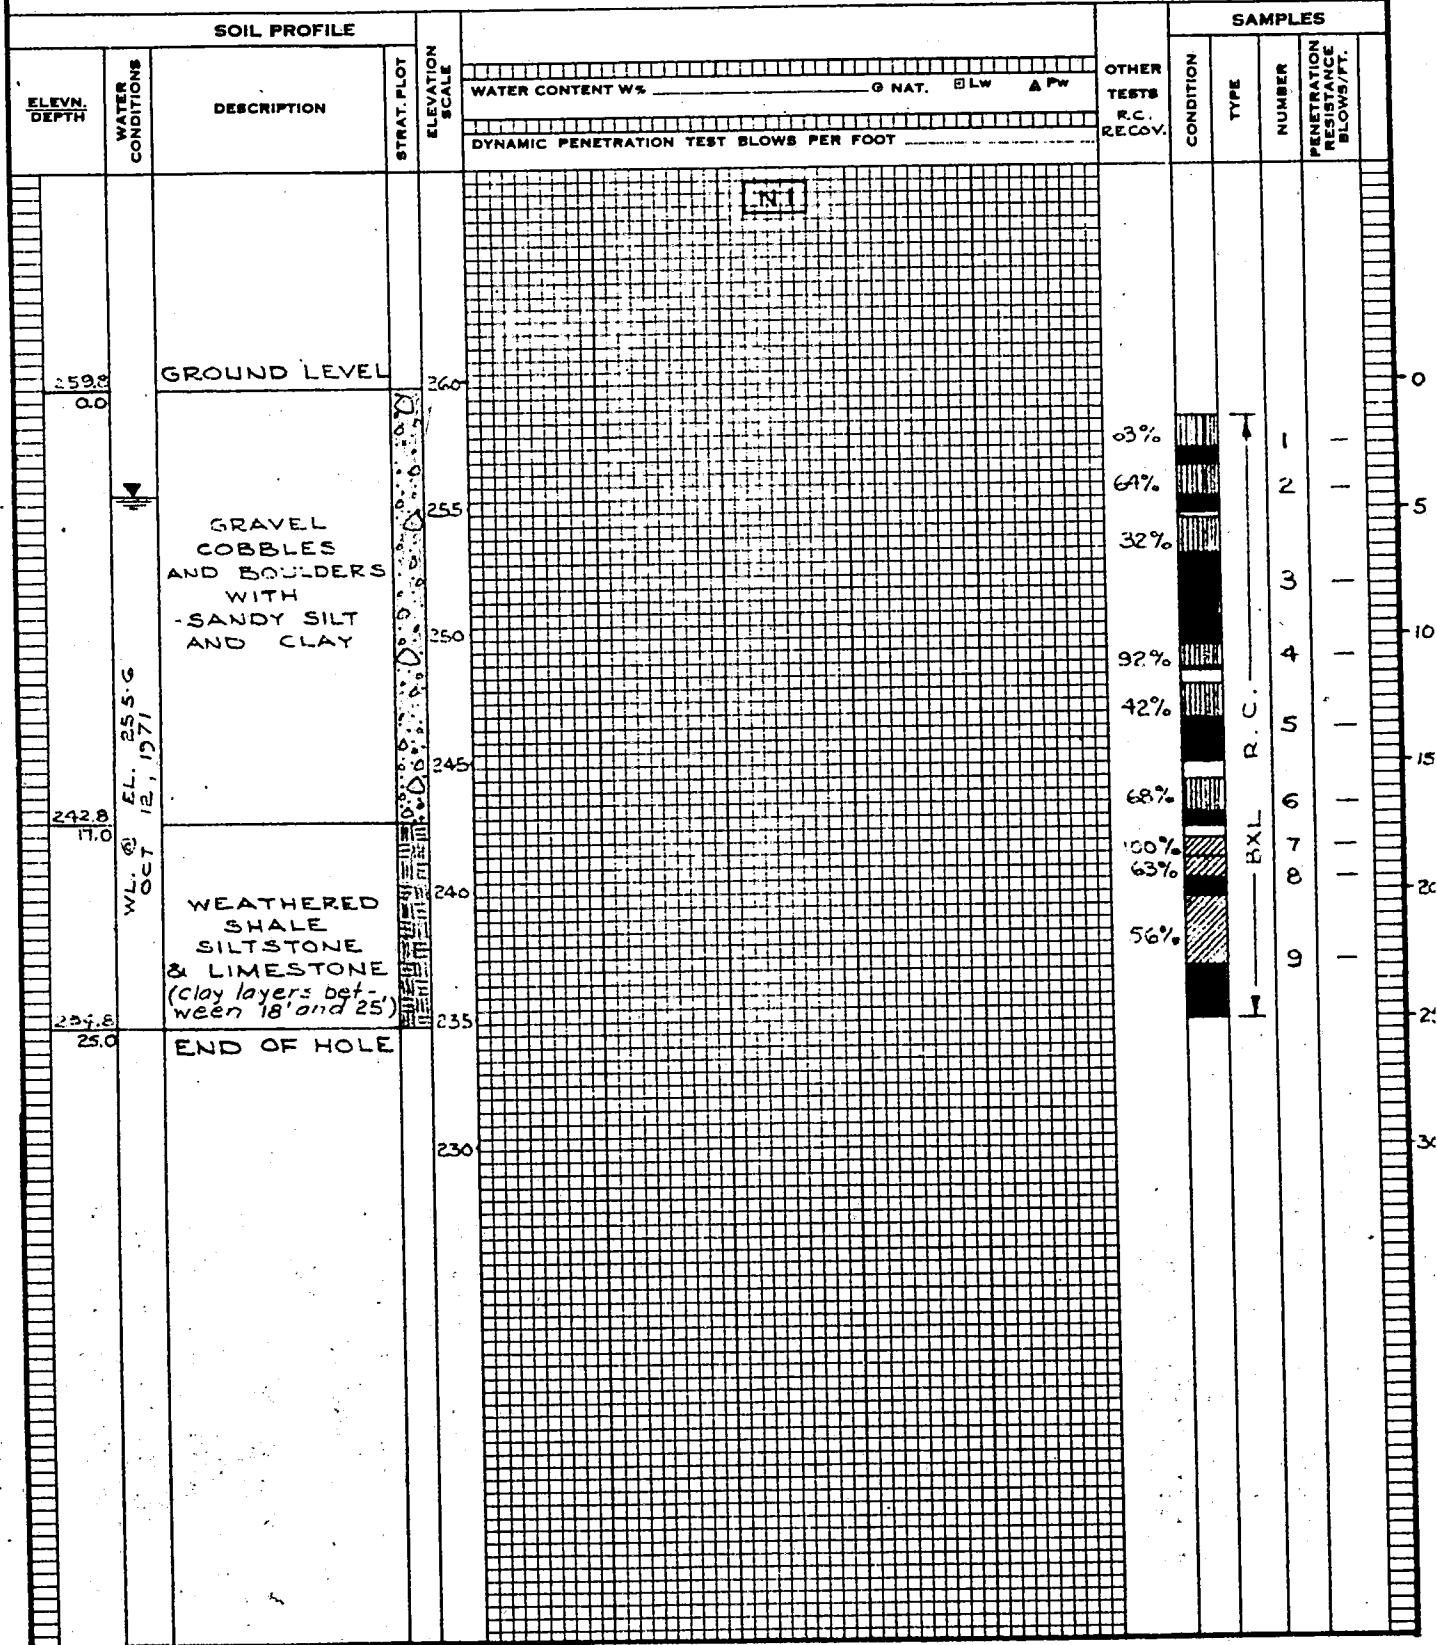 SOIL PROFILE
SAMPLES
ELEVN.
DEPTH
WATER
CONDITIONS
DESCRIPTION
STRAT. PLOT
ELEVATION
SCALE
WATER CONTENT W% NAT. Lw Pw
DYNAMIC PENETRATION TEST BLOWS PER FOOT
OTHER
TESTS
R.C.
RECOV.
CONDITION
TYPE
NUMBER
PENETRATION
RESISTANCE
BLOWS/FT.
259.8
0.0
GROUND LEVEL
260
0
GRAVEL
COBBLES
AND BOULDERS
WITH
SANDY SILT
AND CLAY
255
5
250
10
245
15
WL. @ EL. 255.6
OCT 12, 1971
242.8
17.0
WEATHERED
SHALE
SILTSTONE
& LIMESTONE
(Clay layers bet-
ween 18' and 25')
240
235
25.0
END OF HOLE
230
03% 1 —
64% 2 —
32%
3 —
92% 4 —
42% 5 —
68% 6 —
100% 7 —
63% 8 —
56% 9 —
BXL R.C.